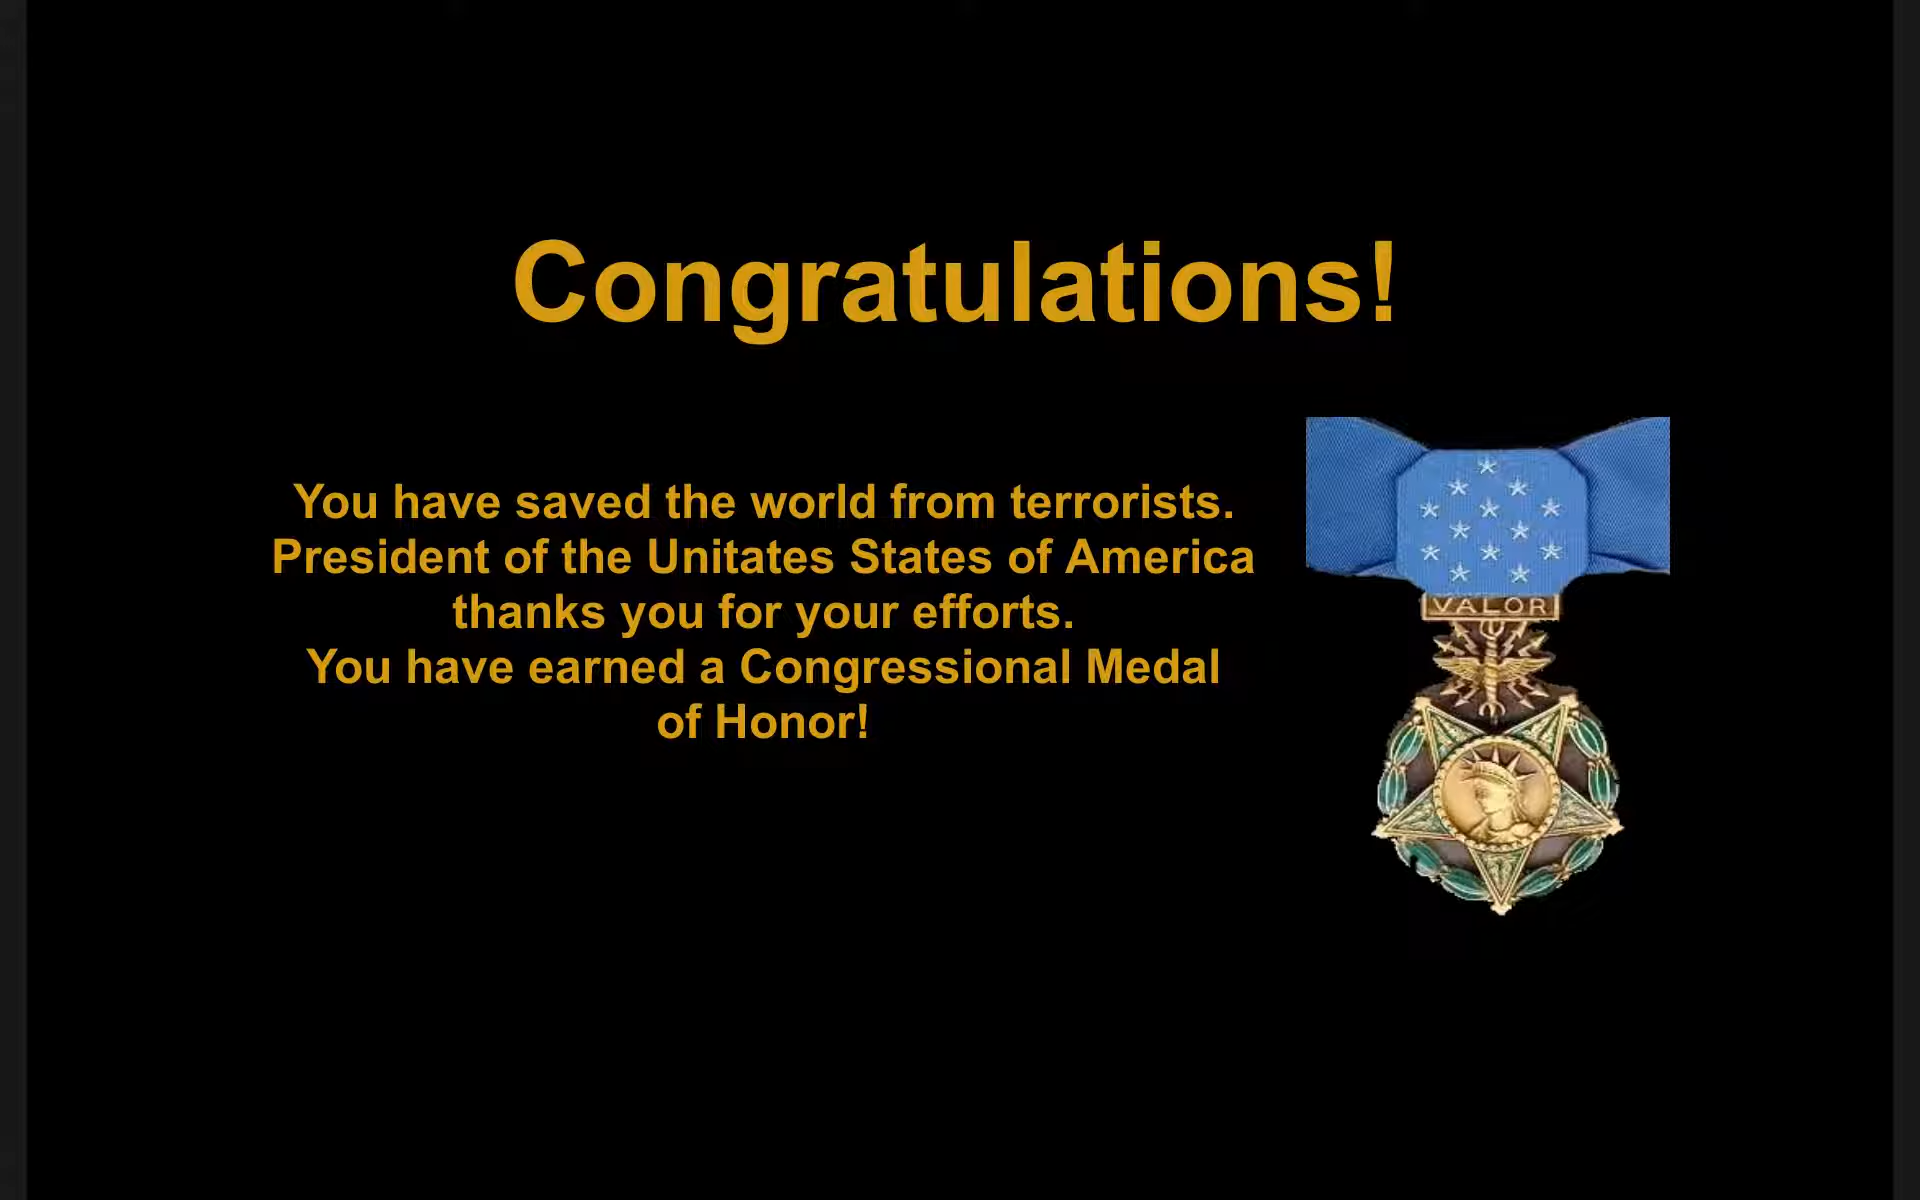 Congratulations!
You have saved the world from terrorists.
President of the Unitates States of America
thanks you for your efforts.
You have earned a Congressional Medal
of Honor!
VALOR